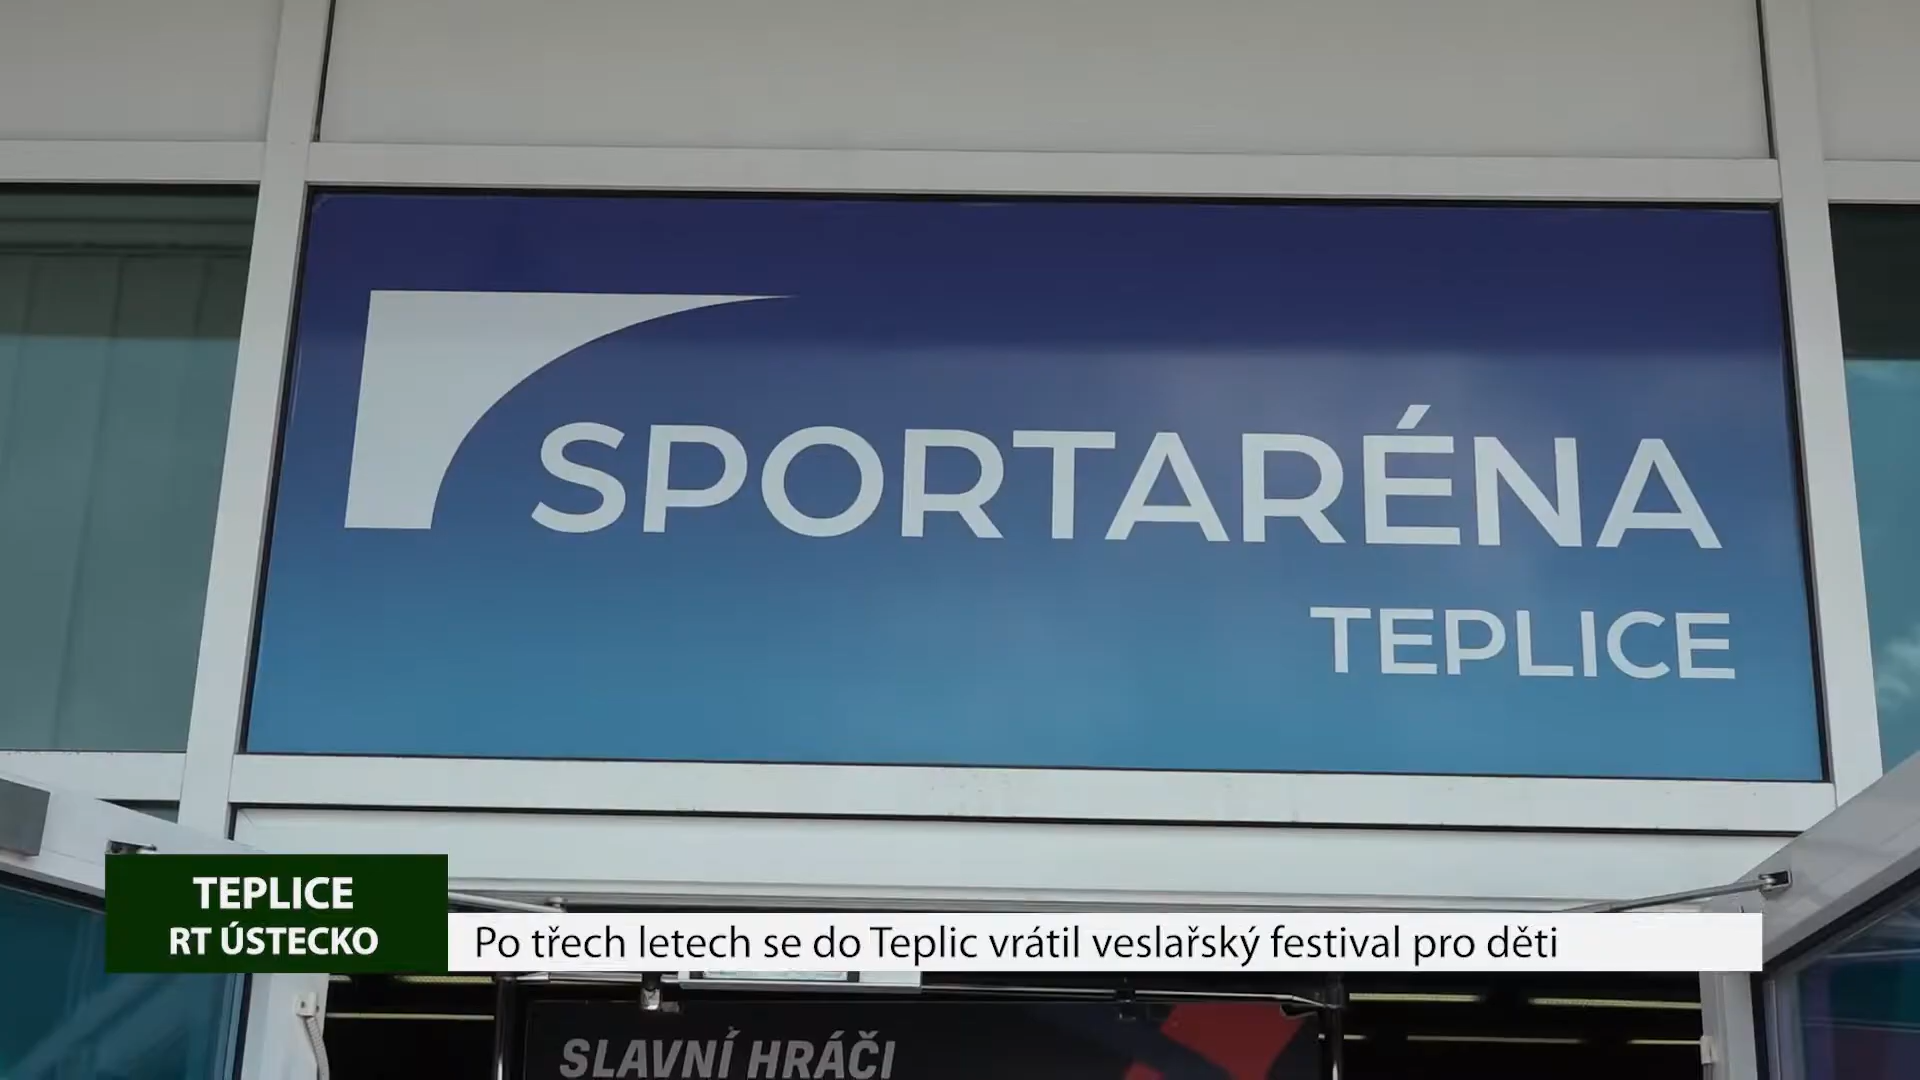 SPORTARÉNA
TEPLICE
TEPLICE
RT ÚSTECKO
Po třech letech se do Teplic vrátil veslařský festival pro děti
SLAVNÍ HRÁČI